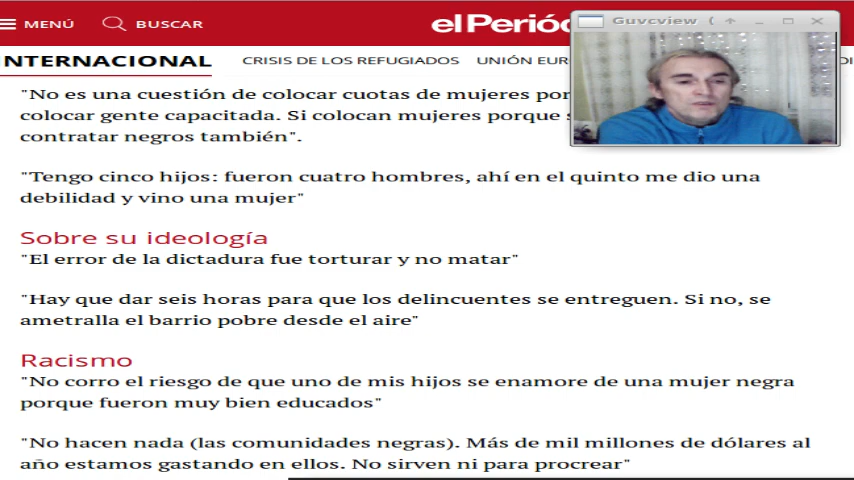 MENÚ
BUSCAR
elPerió
Guvcview (
INTERNACIONAL
CRISIS DE LOS REFUGIADOS
UNIÓN EUR
"No es una cuestión de colocar cuotas de mujeres por
colocar gente capacitada. Si colocan mujeres porque
contratar negros también".
"Tengo cinco hijos: fueron cuatro hombres, ahí en el quinto me dio una
debilidad y vino una mujer"
Sobre su ideología
"El error de la dictadura fue torturar y no matar"
"Hay que dar seis horas para que los delincuentes se entreguen. Si no, se
ametralla el barrio pobre desde el aire"
Racismo
"No corro el riesgo de que uno de mis hijos se enamore de una mujer negra
porque fueron muy bien educados"
"No hacen nada (las comunidades negras). Más de mil millones de dólares al
año estamos gastando en ellos. No sirven ni para procrear"